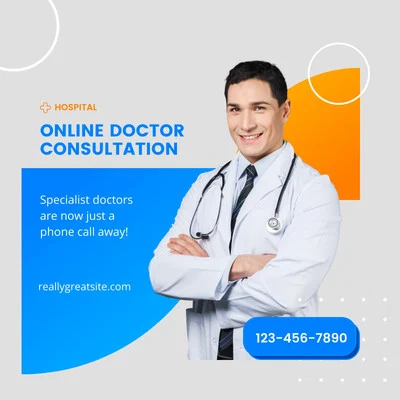 HOSPITAL
ONLINE DOCTOR
CONSULTATION
Specialist doctors
are now just a
phone call away!
reallygreatsite.com
123-456-7890